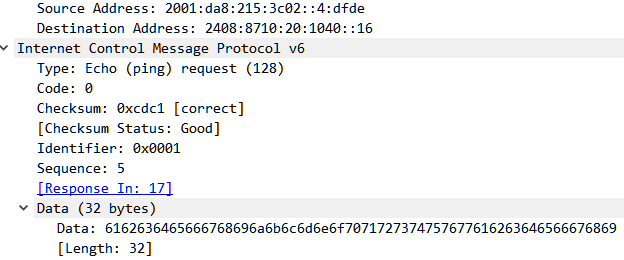 Source Address: 2001:da8:215:3c02::4:dfde
Destination Address: 2408:8710:20:1040::16
Internet Control Message Protocol v6
Type: Echo (ping) request (128)
Code: 0
Checksum: 0xcdc1 [correct]
[Checksum Status: Good]
Identifier: 0x0001
Sequence: 5
[Response In: 17]
Data (32 bytes)
Data: 6162636465666768696a6b6c6d6e6f7071727374757677616263646566676869
[Length: 32]